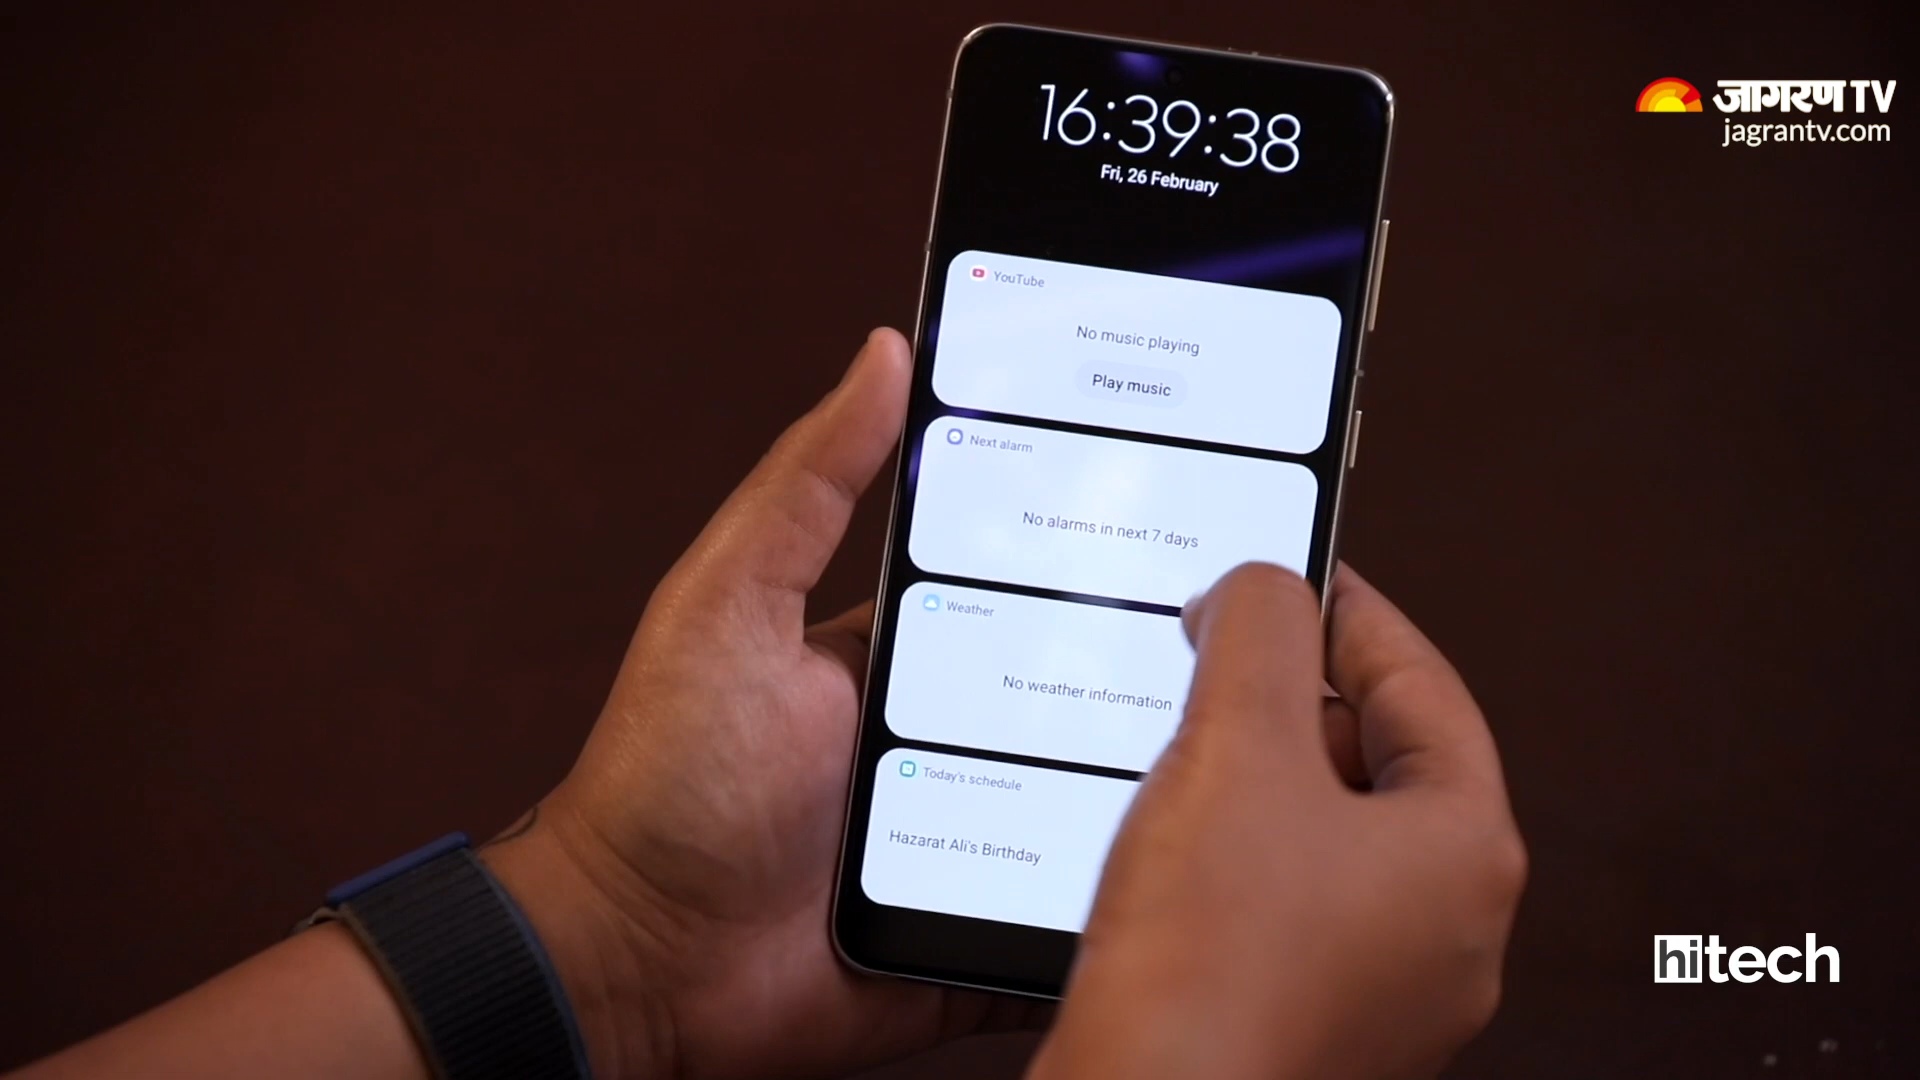 16:39:38
Fri, 26 February
YouTube
No music playing
Play music
Next alarm
No alarms in next 7 days
Weather
No weather information
Today's schedule
Hazarat Ali's Birthday
जागरण TV
jagrantv.com
hitech